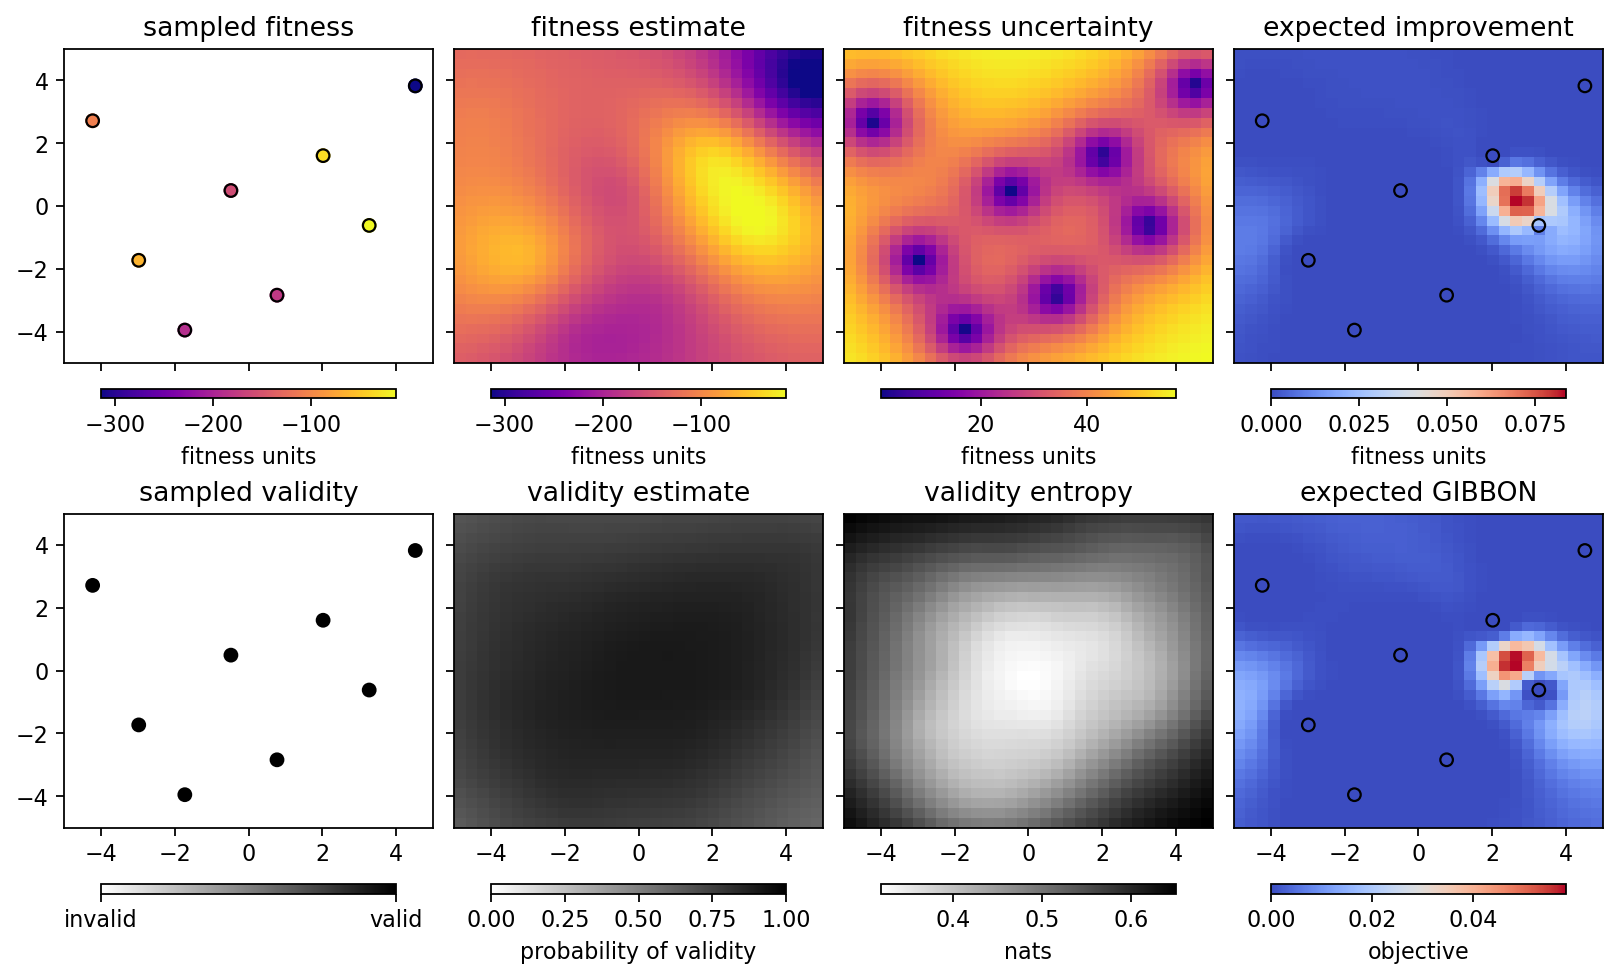 sampled fitness
fitness estimate
fitness uncertainty
expected improvement
4
2
0
−2
−4
−300 −200 −100
−300 −200 −100
20 40
0.000 0.025 0.050 0.075
fitness units
fitness units
fitness units
fitness units
sampled validity
validity estimate
validity entropy
expected GIBBON
4
2
0
−2
−4
−4 −2 0 2 4
−4 −2 0 2 4
−4 −2 0 2 4
−4 −2 0 2 4
invalid valid
0.00 0.25 0.50 0.75 1.00
0.4 0.5 0.6
0.00 0.02 0.04
probability of validity
nats
objective